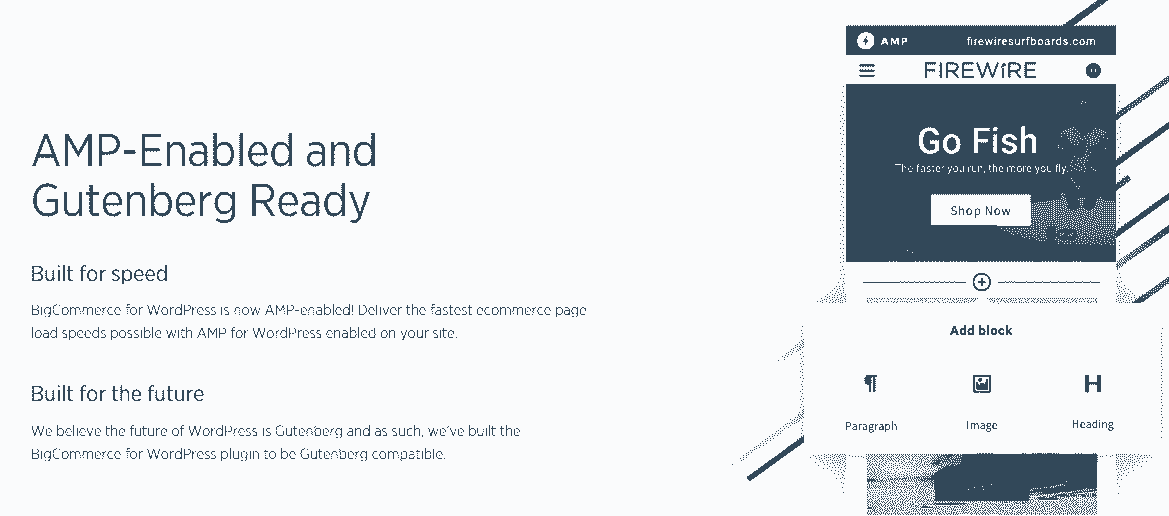 AMP-Enabled and
Gutenberg Ready
Built for speed
BigCommerce for WordPress is now AMP-enabled! Deliver the fastest ecommerce page
load speeds possible with AMP for WordPress enabled on your site.
Built for the future
We believe the future of WordPress is Gutenberg and as such, we've built the
BigCommerce for WordPress plugin to be Gutenberg compatible.
AMP firewiresurfboards.com
FIREWiRE
Go Fish
The faster you run, the more you fly.
Shop Now
Add block
Paragraph Image Heading